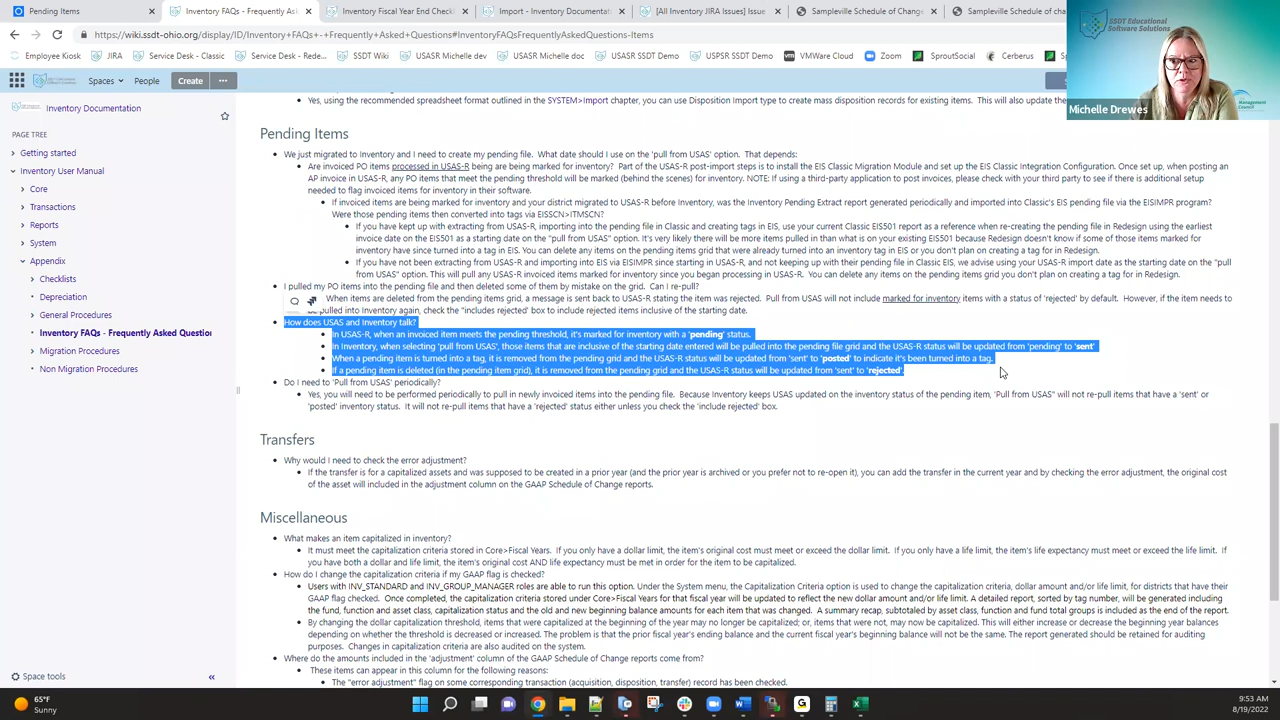 Pending Items
Inventory FAQs - Frequently As
Inventory Fiscal Year End Check
Import - Inventory Documenta
[All Inventory JIRA Issues] Issue
Sampleville Schedule of Change
Sampleville Schedule of cha
https://wiki.ssdt-ohio.org/display/ID/Inventory+FAQs+-+Frequently+Asked+Questions#InventoryFAQsFrequentlyAskedQuestions-Items
Employee Kiosk
JIRA
Service Desk - Classic
Service Desk - Rede...
SSDT Wiki
USASR Michelle dev
USASR Michelle doc
USASR SSDT Demo
USPSR SSDT Demo
VMWare Cloud
Zoom
SproutSocial
Cerberus
SSDT Educational
Software Solutions
Michelle Drewes
Management
Council
Spaces
People
Create
Inventory Documentation
PAGE TREE
Getting started
Inventory User Manual
Core
Transactions
Reports
System
Appendix
Checklists
Depreciation
General Procedures
Inventory FAQs - Frequently Asked Question
Migration Procedures
Non Migration Procedures
Space tools
Yes, using the recommended spreadsheet format outlined in the SYSTEM>Import chapter, you can use Disposition Import type to create mass disposition records for existing items. This will also update the
Pending Items
We just migrated to Inventory and I need to create my pending file. What date should I use on the 'pull from USAS' option. That depends:
Are invoiced PO items processed in USAS-R being are being marked for inventory? Part of the USAS-R post-import steps is to install the EIS Classic Migration Module and set up the EIS Classic Integration Configuration. Once set up, when posting an
AP invoice in USAS-R, any PO items that meet the pending threshold will be marked (behind the scenes) for inventory. NOTE: If using a third-party application to post invoices, please check with your third party to see if there is additional setup
needed to flag invoiced items for inventory in their software.
If invoiced items are being marked for inventory and your district migrated to USAS-R before Inventory, was the Inventory Pending Extract report generated periodically and imported into Classic's EIS pending file via the EISIMPR program?
Were those pending items then converted into tags via EISSCN>ITMSCN?
If you have kept up with extracting from USAS-R, importing into the pending file in Classic and creating tags in EIS, use your current Classic EIS501 report as a reference when re-creating the pending file in Redesign using the earliest
invoice date on the EIS501 as a starting date on the "pull from USAS" option. It's very likely there will be more items pulled in than what is on your existing EIS501 because Redesign doesn't know if some of those items marked for
inventory have since turned into a tag in EIS. You can delete any items on the pending items grid that were already turned into an inventory tag in EIS or you don't plan on creating a tag for in Redesign.
If you have not been extracting from USAS-R and importing into EIS via EISIMPR since starting in USAS-R, and not keeping up with their pending file in Classic EIS, we advise using your USAS-R import date as the starting date on the "pull
from USAS" option. This will pull any USAS-R invoiced items marked for inventory since you began processing in USAS-R. You can delete any items on the pending items grid you don't plan on creating a tag for in Redesign.
I pulled my PO items into the pending file and then deleted some of them by mistake on the grid. Can I re-pull?
When items are deleted from the pending items grid, a message is sent back to USAS-R stating the item was rejected. Pull from USAS will not include marked for inventory items with a status of 'rejected' by default. However, if the item needs to
be pulled into Inventory again, check the "includes rejected' box to include rejected items inclusive of the starting date.
How does USAS and Inventory talk?
In USAS-R, when an invoiced item meets the pending threshold, it's marked for inventory with a 'pending' status.
In Inventory, when selecting 'pull from USAS', those items that are inclusive of the starting date entered will be pulled into the pending file grid and the USAS-R status will be updated from 'pending' to 'sent'
When a pending item is turned into a tag, it is removed from the pending grid and the USAS-R status will be updated from 'sent' to 'posted' to indicate it's been turned into a tag.
If a pending item is deleted (in the pending item grid), it is removed from the pending grid and the USAS-R status will be updated from 'sent' to 'rejected'.
Do I need to 'Pull from USAS' periodically?
Yes, you will need to be performed periodically to pull in newly invoiced items into the pending file. Because Inventory keeps USAS updated on the inventory status of the pending item, 'Pull from USAS" will not re-pull items that have a 'sent' or
'posted' inventory status. It will not re-pull items that have a 'rejected' status either unless you check the 'include rejected' box.
Transfers
Why would I need to check the error adjustment?
If the transfer is for a capitalized assets and was supposed to be created in a prior year (and the prior year is archived or you prefer not to re-open it), you can add the transfer in the current year and by checking the error adjustment, the original cost
of the asset will included in the adjustment column on the GAAP Schedule of Change reports.
Miscellaneous
What makes an item capitalized in inventory?
It must meet the capitalization criteria stored in Core>Fiscal Years. If you only have a dollar limit, the item's original cost must meet or exceed the dollar limit. If you only have a life limit, the item's life expectancy must meet or exceed the life limit. If
you have both a dollar and life limit, the item's original cost AND life expectancy must be met in order for the item to be capitalized.
How do I change the capitalization criteria if my GAAP flag is checked?
Users with INV_STANDARD and INV_GROUP_MANAGER roles are able to run this option. Under the System menu, the Capitalization Criteria option is used to change the capitalization criteria, dollar amount and/or life limit, for districts that have their
GAAP flag checked. Once completed, the capitalization criteria stored under Core>Fiscal Years for that fiscal year will be updated to reflect the new dollar amount and/or life limit. A detailed report, sorted by tag number, will be generated including
the fund, function and asset class, capitalization status and the old and new beginning balance amounts for each item that was changed. A summary recap, subtotaled by asset class, function and fund total groups is included as the end of the report.
By changing the dollar capitalization threshold, items that were capitalized at the beginning of the year may no longer be capitalized; or, items that were not, may now be capitalized. This will either increase or decrease the beginning year balances
depending on whether the threshold is decreased or increased. The problem is that the prior fiscal year's ending balance and the current fiscal year's beginning balance will not be the same. The report generated should be retained for auditing
purposes. Changes in capitalization criteria are also audited on the system.
Where do the amounts included in the 'adjustment' column of the GAAP Schedule of Change reports come from?
These items can appear in this column for the following reasons:
The "error adjustment" flag on some corresponding transaction (acquisition, disposition, transfer) record has been checked.
65°F
Sunny
9:53 AM
8/19/2022